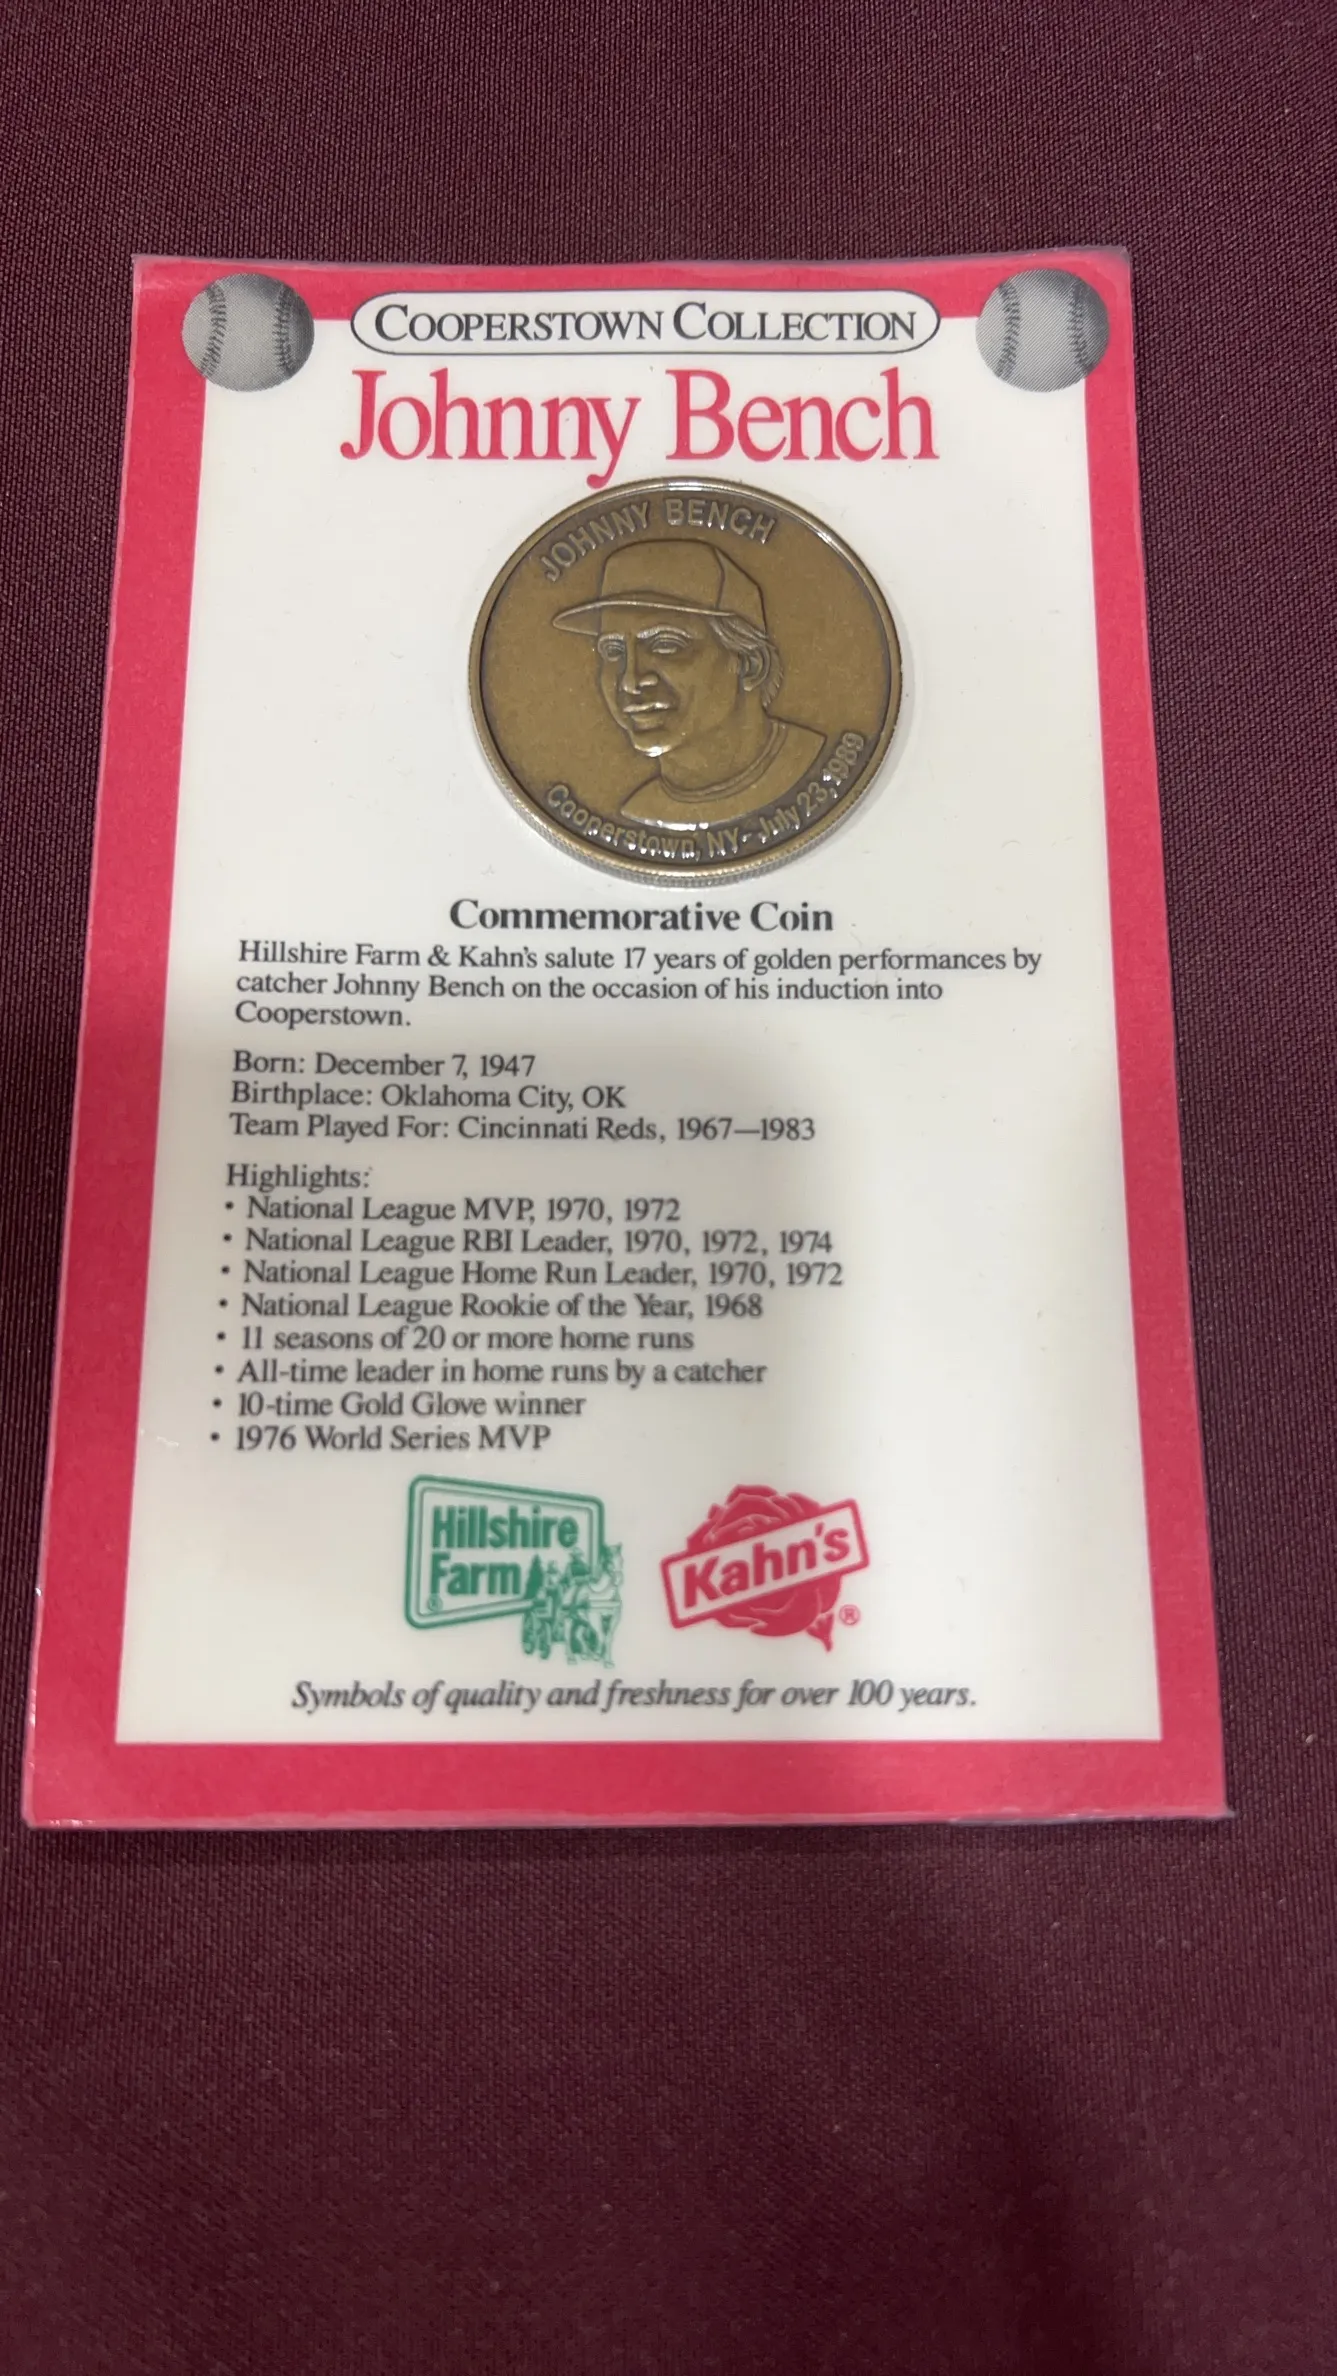 COOPERSTOWN COLLECTION
Johnny Bench
JOHNNY BENCH
Cooperstown, NY - July 23, 1989
Commemorative Coin
Hillshire Farm & Kahn's salute 17 years of golden performances by
catcher Johnny Bench on the occasion of his induction into
Cooperstown.
Born: December 7, 1947
Birthplace: Oklahoma City, OK
Team Played For: Cincinnati Reds, 1967—1983
Highlights:
• National League MVP, 1970, 1972
• National League RBI Leader, 1970, 1972, 1974
• National League Home Run Leader, 1970, 1972
• National League Rookie of the Year, 1968
• 11 seasons of 20 or more home runs
• All-time leader in home runs by a catcher
• 10-time Gold Glove winner
• 1976 World Series MVP
Hillshire
Farm
®
Kahn's
®
Symbols of quality and freshness for over 100 years.